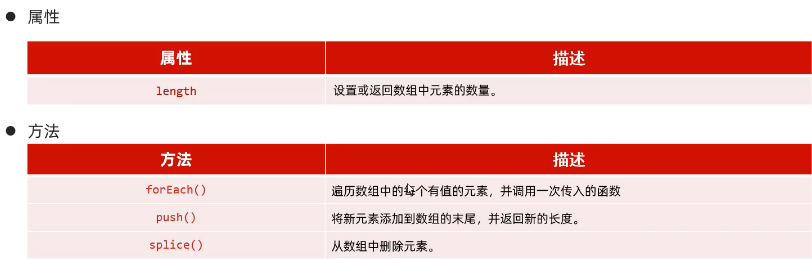 属性
属性 描述
length 设置或返回数组中元素的数量。
方法
方法 描述
forEach() 遍历数组中的每个有值的元素，并调用一次传入的函数
push() 将新元素添加到数组的末尾，并返回新的长度。
splice() 从数组中删除元素。